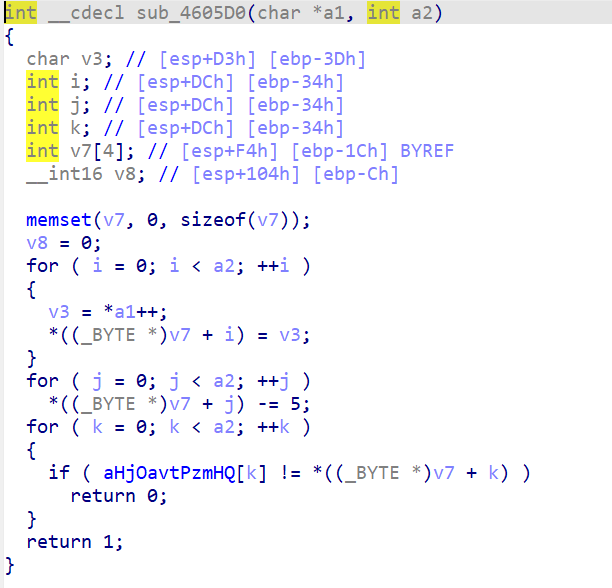 int __cdecl sub_4605D0(char *a1, int a2)
{
  char v3; // [esp+D3h] [ebp-3Dh]
  int i; // [esp+DCh] [ebp-34h]
  int j; // [esp+DCh] [ebp-34h]
  int k; // [esp+DCh] [ebp-34h]
  int v7[4]; // [esp+F4h] [ebp-1Ch] BYREF
  __int16 v8; // [esp+104h] [ebp-Ch]

  memset(v7, 0, sizeof(v7));
  v8 = 0;
  for ( i = 0; i < a2; ++i )
  {
    v3 = *a1++;
    *((_BYTE *)v7 + i) = v3;
  }
  for ( j = 0; j < a2; ++j )
    *((_BYTE *)v7 + j) -= 5;
  for ( k = 0; k < a2; ++k )
  {
    if ( aHjOavtPzmHQ[k] != *((_BYTE *)v7 + k) )
      return 0;
  }
  return 1;
}